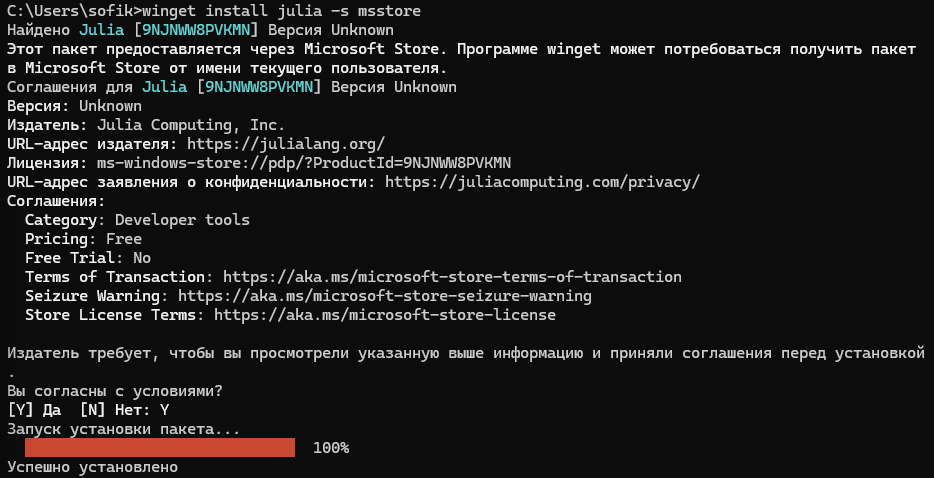 C:\Users\sofik>winget install julia -s msstore
Найдено Julia [9NJNWW8PVKMN] Версия Unknown
Этот пакет предоставляется через Microsoft Store. Программе winget может потребоваться получить пакет
в Microsoft Store от имени текущего пользователя.
Соглашения для Julia [9NJNWW8PVKMN] Версия Unknown
Версия: Unknown
Издатель: Julia Computing, Inc.
URL-адрес издателя: https://julialang.org/
Лицензия: ms-windows-store://pdp/?ProductId=9NJNWW8PVKMN
URL-адрес заявления о конфиденциальности: https://juliacomputing.com/privacy/
Соглашения:
  Category: Developer tools
  Pricing: Free
  Free Trial: No
  Terms of Transaction: https://aka.ms/microsoft-store-terms-of-transaction
  Seizure Warning: https://aka.ms/microsoft-store-seizure-warning
  Store License Terms: https://aka.ms/microsoft-store-license

Издатель требует, чтобы вы просмотрели указанную выше информацию и приняли соглашения перед установкой
.
Вы согласны с условиями?
[Y] Да  [N] Нет: Y
Запуск установки пакета...
100%
Успешно установлено